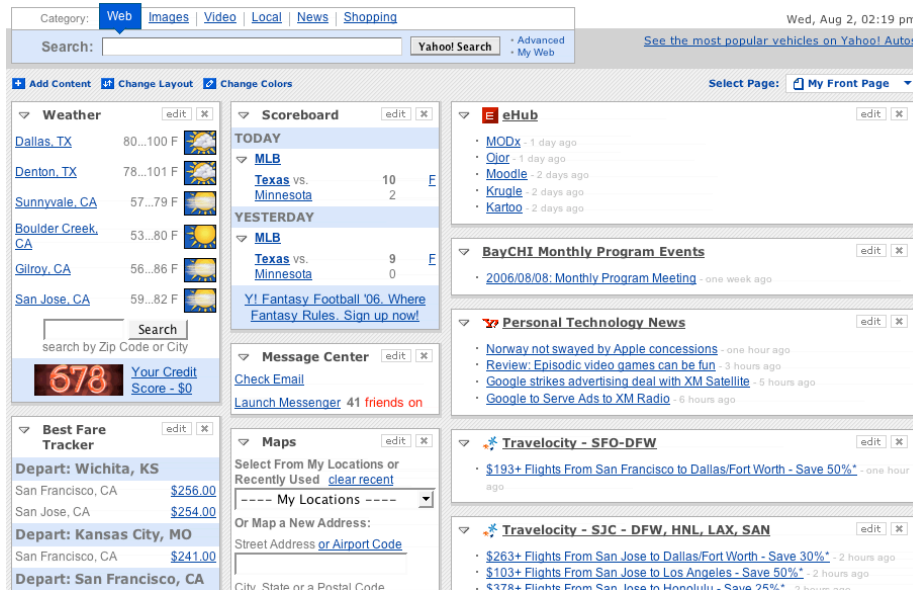 Category: Web Images Video Local News Shopping
Wed, Aug 2, 02:19 pm
Search: Yahoo! Search
· Advanced
· My Web
See the most popular vehicles on Yahoo! Autos
Add Content Change Layout Change Colors
Select Page: My Front Page
Weather edit
Dallas, TX 80...100 F
Denton, TX 78...101 F
Sunnyvale, CA 57...79 F
Boulder Creek,
CA 53...80 F
Gilroy, CA 56...86 F
San Jose, CA 59...82 F
Search
search by Zip Code or City
678 Your Credit
Score - $0
Best Fare
Tracker edit
Depart: Wichita, KS
San Francisco, CA $256.00
San Jose, CA $254.00
Depart: Kansas City, MO
San Francisco, CA $241.00
Depart: San Francisco, CA
Scoreboard edit
TODAY
MLB
Texas vs. 10 F
Minnesota 2
YESTERDAY
MLB
Texas vs. 9 F
Minnesota 0
Y! Fantasy Football '06. Where
Fantasy Rules. Sign up now!
Message Center edit
Check Email
Launch Messenger 41 friends on
Maps edit
Select From My Locations or
Recently Used clear recent
---- My Locations ----
Or Map a New Address:
Street Address or Airport Code
City, State or a Postal Code
E eHub edit
· MODx - 1 day ago
· Ojor - 1 day ago
· Moodle - 2 days ago
· Krugle - 2 days ago
· Kartoo - 2 days ago
BayCHI Monthly Program Events edit
· 2006/08/08: Monthly Program Meeting - one week ago
Y! Personal Technology News edit
· Norway not swayed by Apple concessions - one hour ago
· Review: Episodic video games can be fun - 3 hours ago
· Google strikes advertising deal with XM Satellite - 5 hours ago
· Google to Serve Ads to XM Radio - 6 hours ago
Travelocity - SFO-DFW edit
· $193+ Flights From San Francisco to Dallas/Fort Worth - Save 50%* - one hour
ago
Travelocity - SJC - DFW, HNL, LAX, SAN edit
· $263+ Flights From San Jose to Dallas/Fort Worth - Save 30%* - 2 hours ago
· $103+ Flights From San Jose to Los Angeles - Save 50%* - 2 hours ago
· $378+ Flights From San Jose to Honolulu - Save 25%* - 3 hours ago